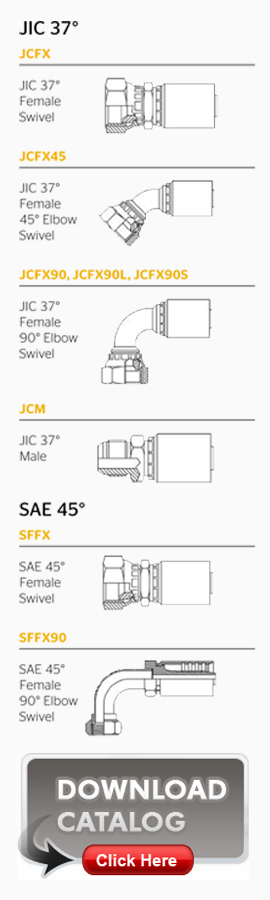 JIC 37°
JCFX
JIC 37°
Female
Swivel
JCFX45
JIC 37°
Female
45° Elbow
Swivel
JCFX90, JCFX90L, JCFX90S
JIC 37°
Female
90° Elbow
Swivel
JCM
JIC 37°
Male
SAE 45°
SFFX
SAE 45°
Female
Swivel
SFFX90
SAE 45°
Female
90° Elbow
Swivel
DOWNLOAD
CATALOG
Click Here